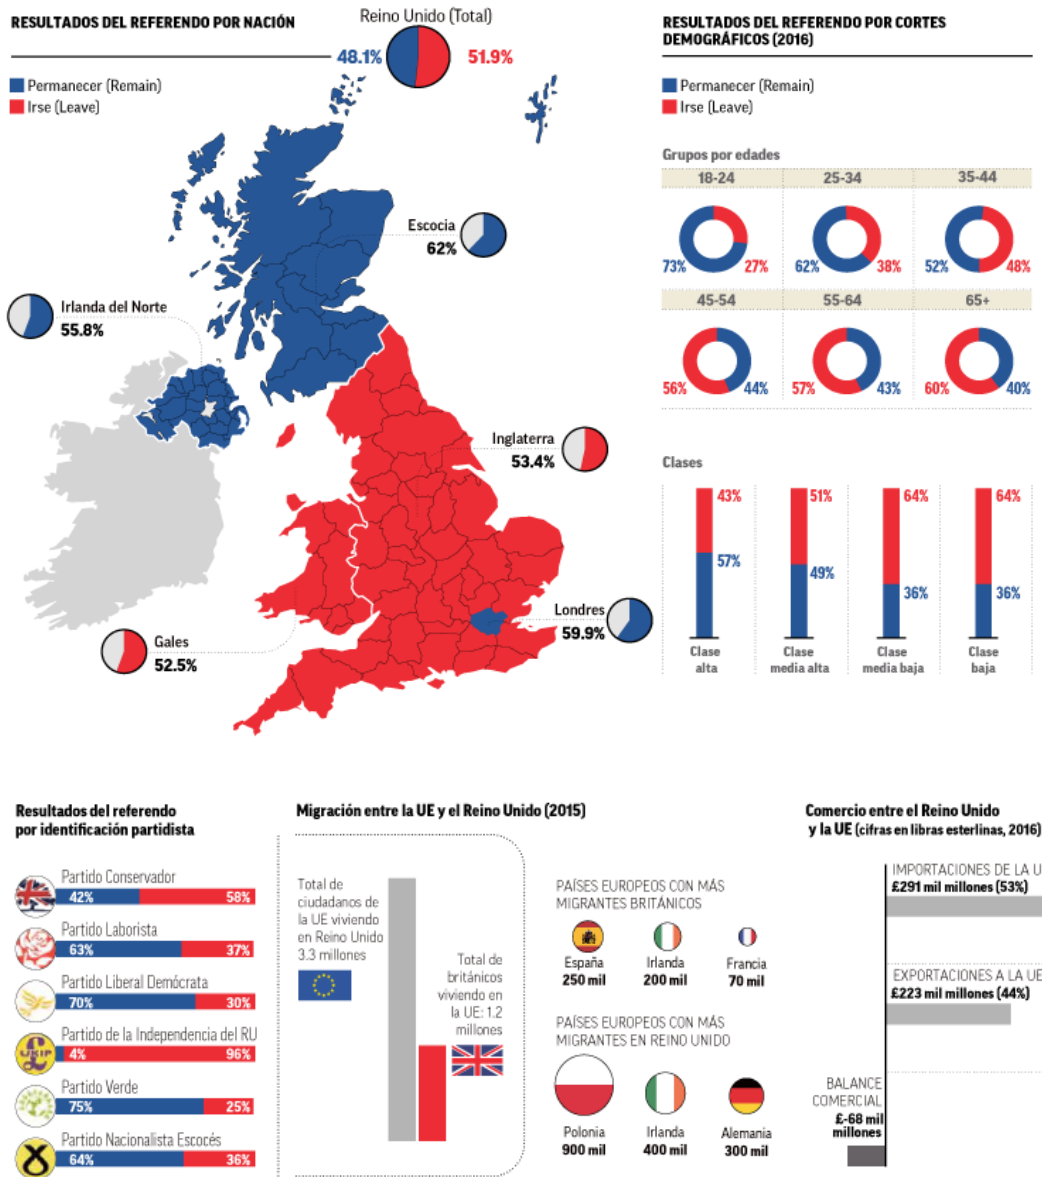 RESULTADOS DEL REFERENDO POR NACIÓN
Reino Unido (Total)
48.1%
51.9%
Permanecer (Remain)
Irse (Leave)
Escocia
62%
Irlanda del Norte
55.8%
Inglaterra
53.4%
Londres
59.9%
Gales
52.5%
RESULTADOS DEL REFERENDO POR CORTES
DEMOGRÁFICOS (2016)
Permanecer (Remain)
Irse (Leave)
Grupos por edades
18-24
25-34
35-44
73%
27%
62%
38%
52%
48%
45-54
55-64
65+
56%
44%
57%
43%
60%
40%
Clases
43%
51%
64%
64%
57%
49%
36%
36%
Clase
alta
Clase
media alta
Clase
media baja
Clase
baja
Resultados del referendo
por identificación partidista
Partido Conservador
42%
58%
Partido Laborista
63%
37%
Partido Liberal Demócrata
70%
30%
Partido de la Independencia del RU
UKIP
4%
96%
Partido Verde
75%
25%
Partido Nacionalista Escocés
64%
36%
Migración entre la UE y el Reino Unido (2015)
Total de
ciudadanos de
la UE viviendo
en Reino Unido
3.3 millones
Total de
británicos
viviendo en
la UE: 1.2
millones
PAÍSES EUROPEOS CON MÁS
MIGRANTES BRITÁNICOS
España
250 mil
Irlanda
200 mil
Francia
70 mil
PAÍSES EUROPEOS CON MÁS
MIGRANTES EN REINO UNIDO
Polonia
900 mil
Irlanda
400 mil
Alemania
300 mil
Comercio entre el Reino Unido
y la UE (cifras en libras esterlinas, 2016)
IMPORTACIONES DE LA U
£291 mil millones (53%)
EXPORTACIONES A LA UE
£223 mil millones (44%)
BALANCE
COMERCIAL
£-68 mil
millones